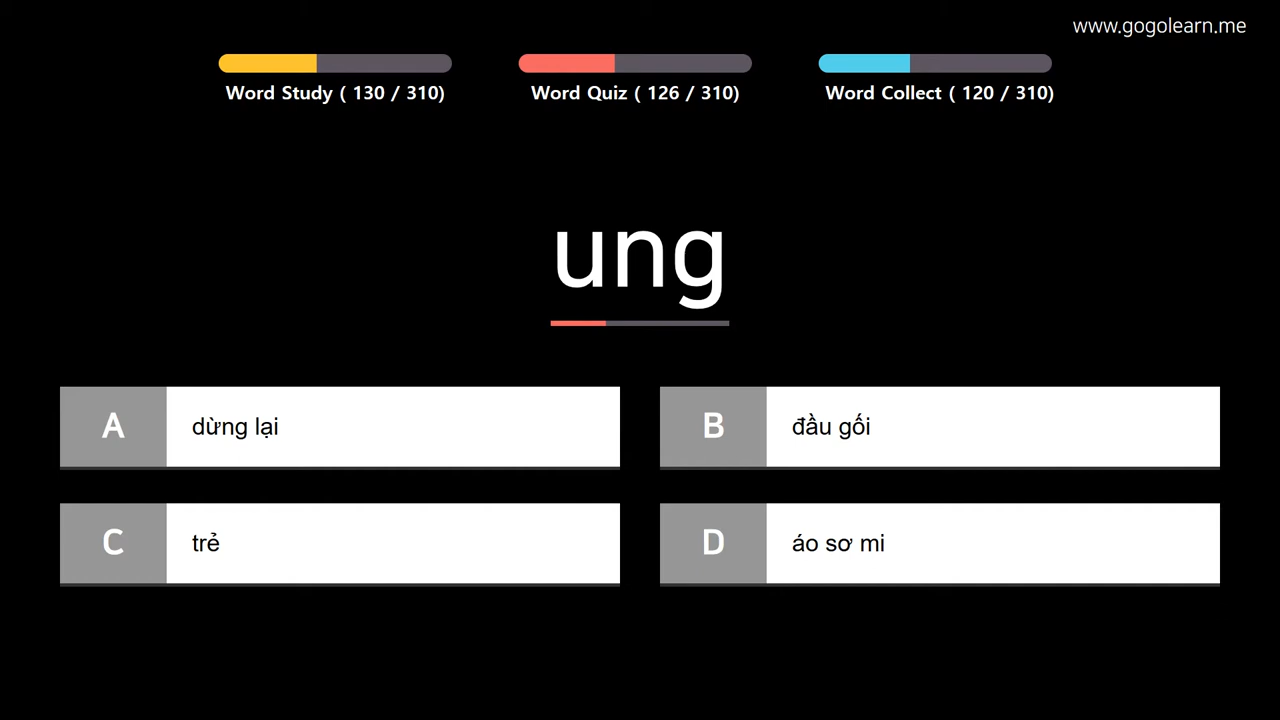 www.gogolearn.me
Word Study ( 130 / 310)
Word Quiz ( 126 / 310)
Word Collect ( 120 / 310)
ung
A dừng lại
B đầu gối
C trẻ
D áo sơ mi